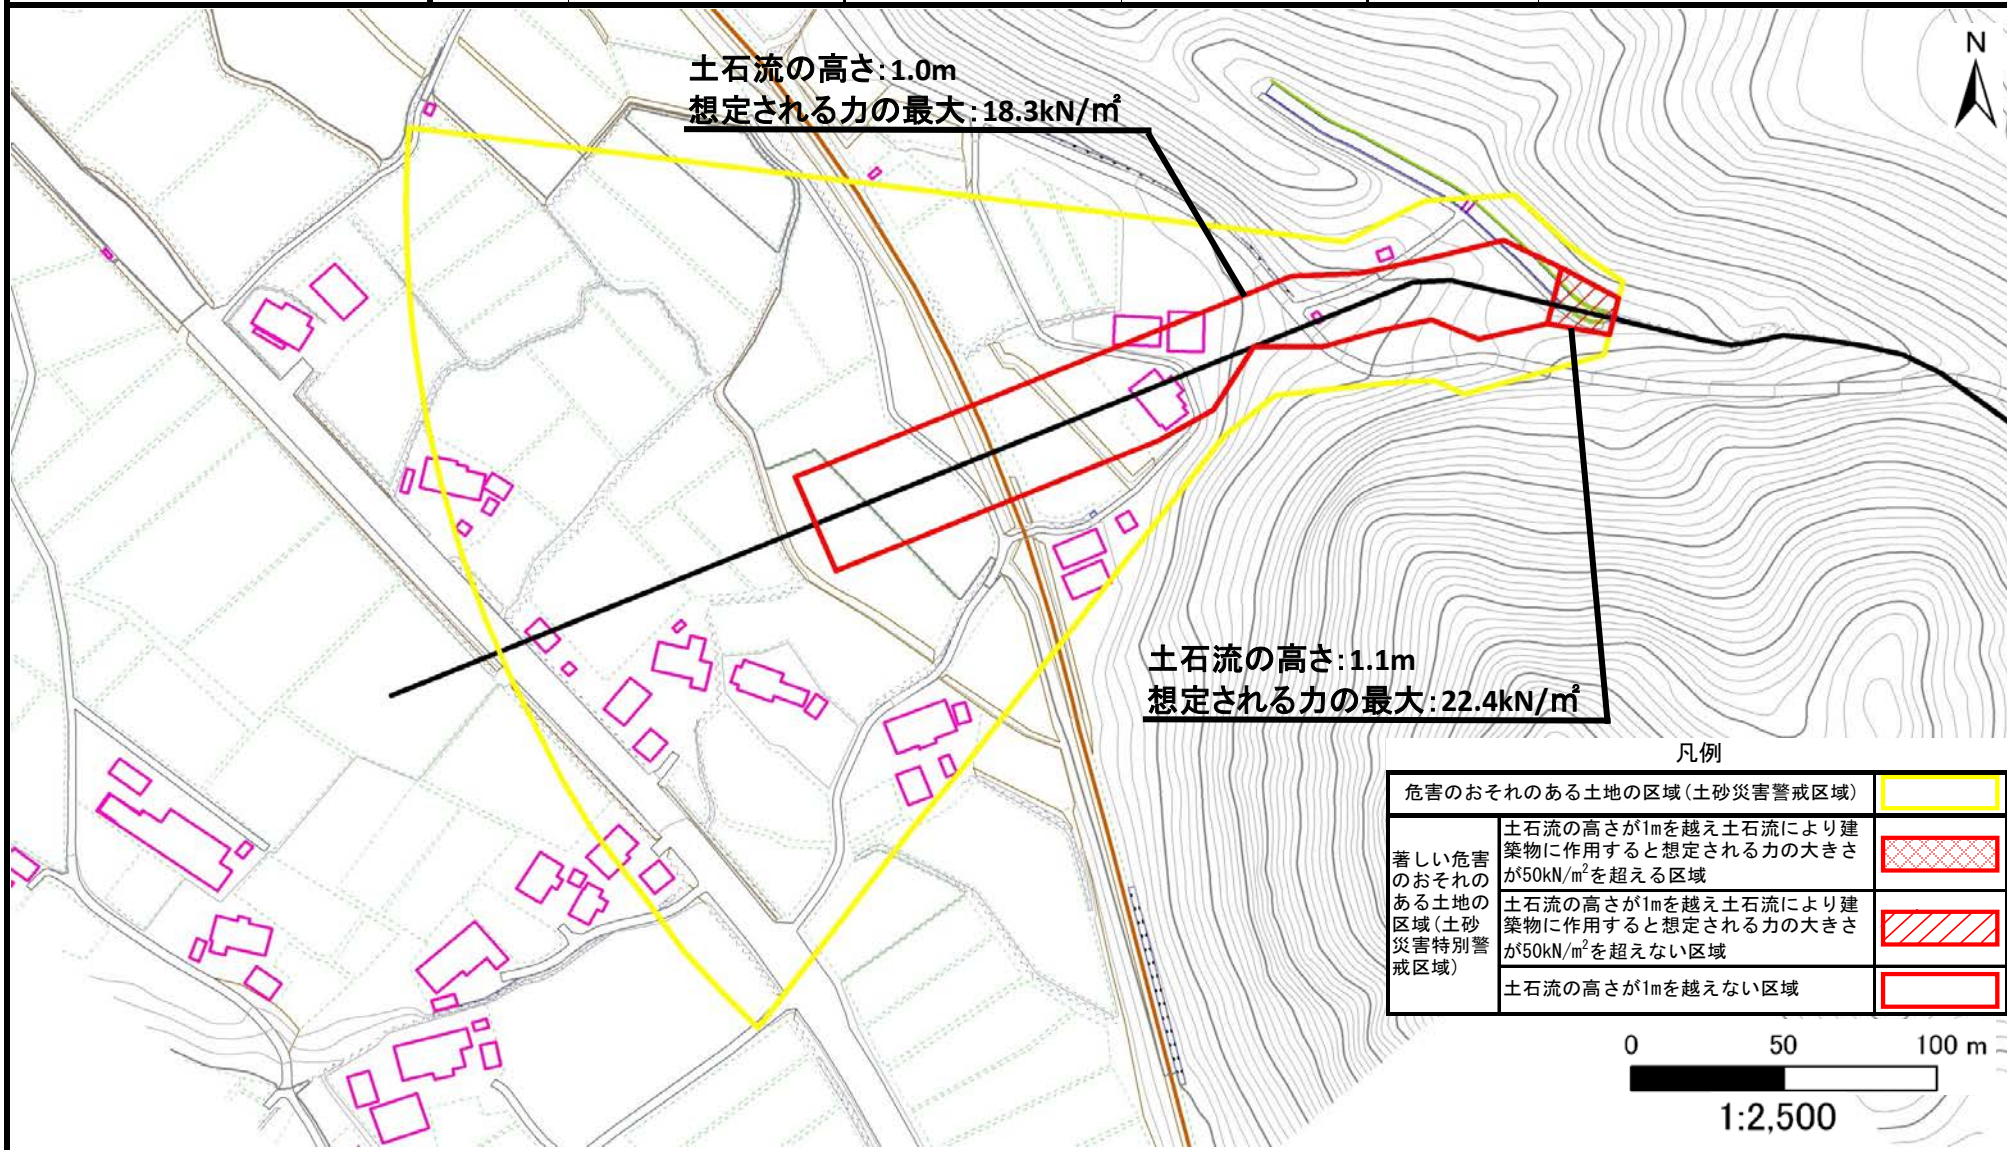 土石流の高さ:1.0m
想定される力の最大:18.3kN/㎡
N
土石流の高さ:1.1m
想定される力の最大:22.4kN/㎡
凡例
危害のおそれのある土地の区域(土砂災害警戒区域)
著しい危害
のおそれの
ある土地の
区域(土砂
災害特別警
戒区域)
土石流の高さが1mを越え土石流により建
築物に作用すると想定される力の大きさ
が50kN/m²を超える区域
土石流の高さが1mを越え土石流により建
築物に作用すると想定される力の大きさ
が50kN/m²を超えない区域
土石流の高さが1mを越えない区域
0 50 100 m
1:2,500